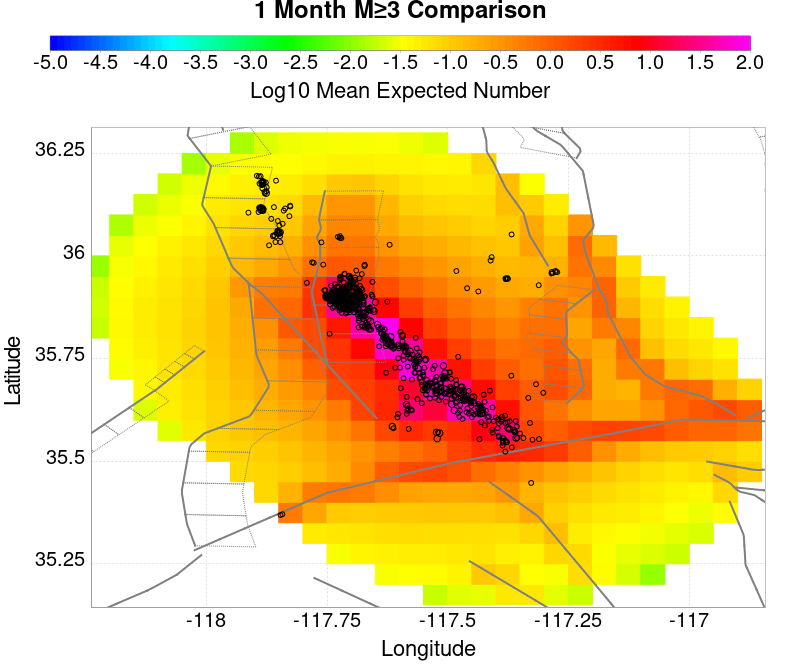 1 Month M≥3 Comparison
-5.0 -4.5 -4.0 -3.5 -3.0 -2.5 -2.0 -1.5 -1.0 -0.5 0.0 0.5 1.0 1.5 2.0
Log10 Mean Expected Number
36.25
36
35.75
35.5
35.25
Latitude
-118 -117.75 -117.5 -117.25 -117
Longitude